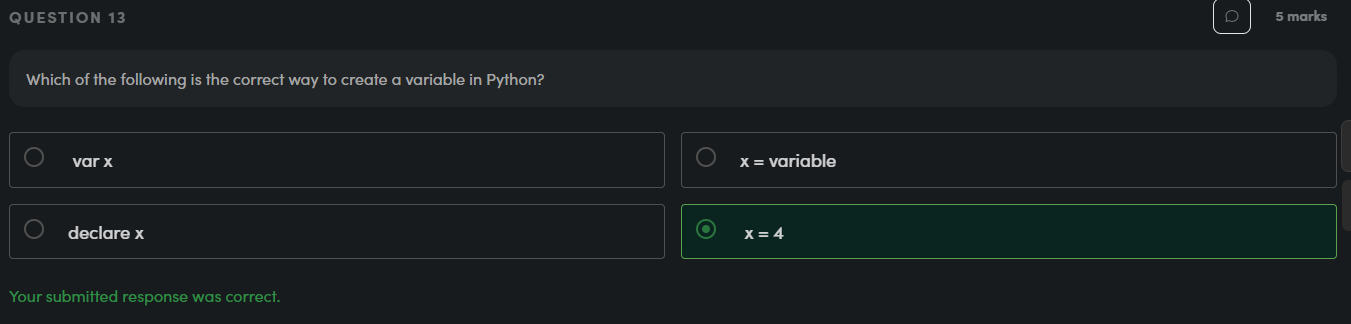 QUESTION 13
5 marks
Which of the following is the correct way to create a variable in Python?
var x
x = variable
declare x
x = 4
Your submitted response was correct.